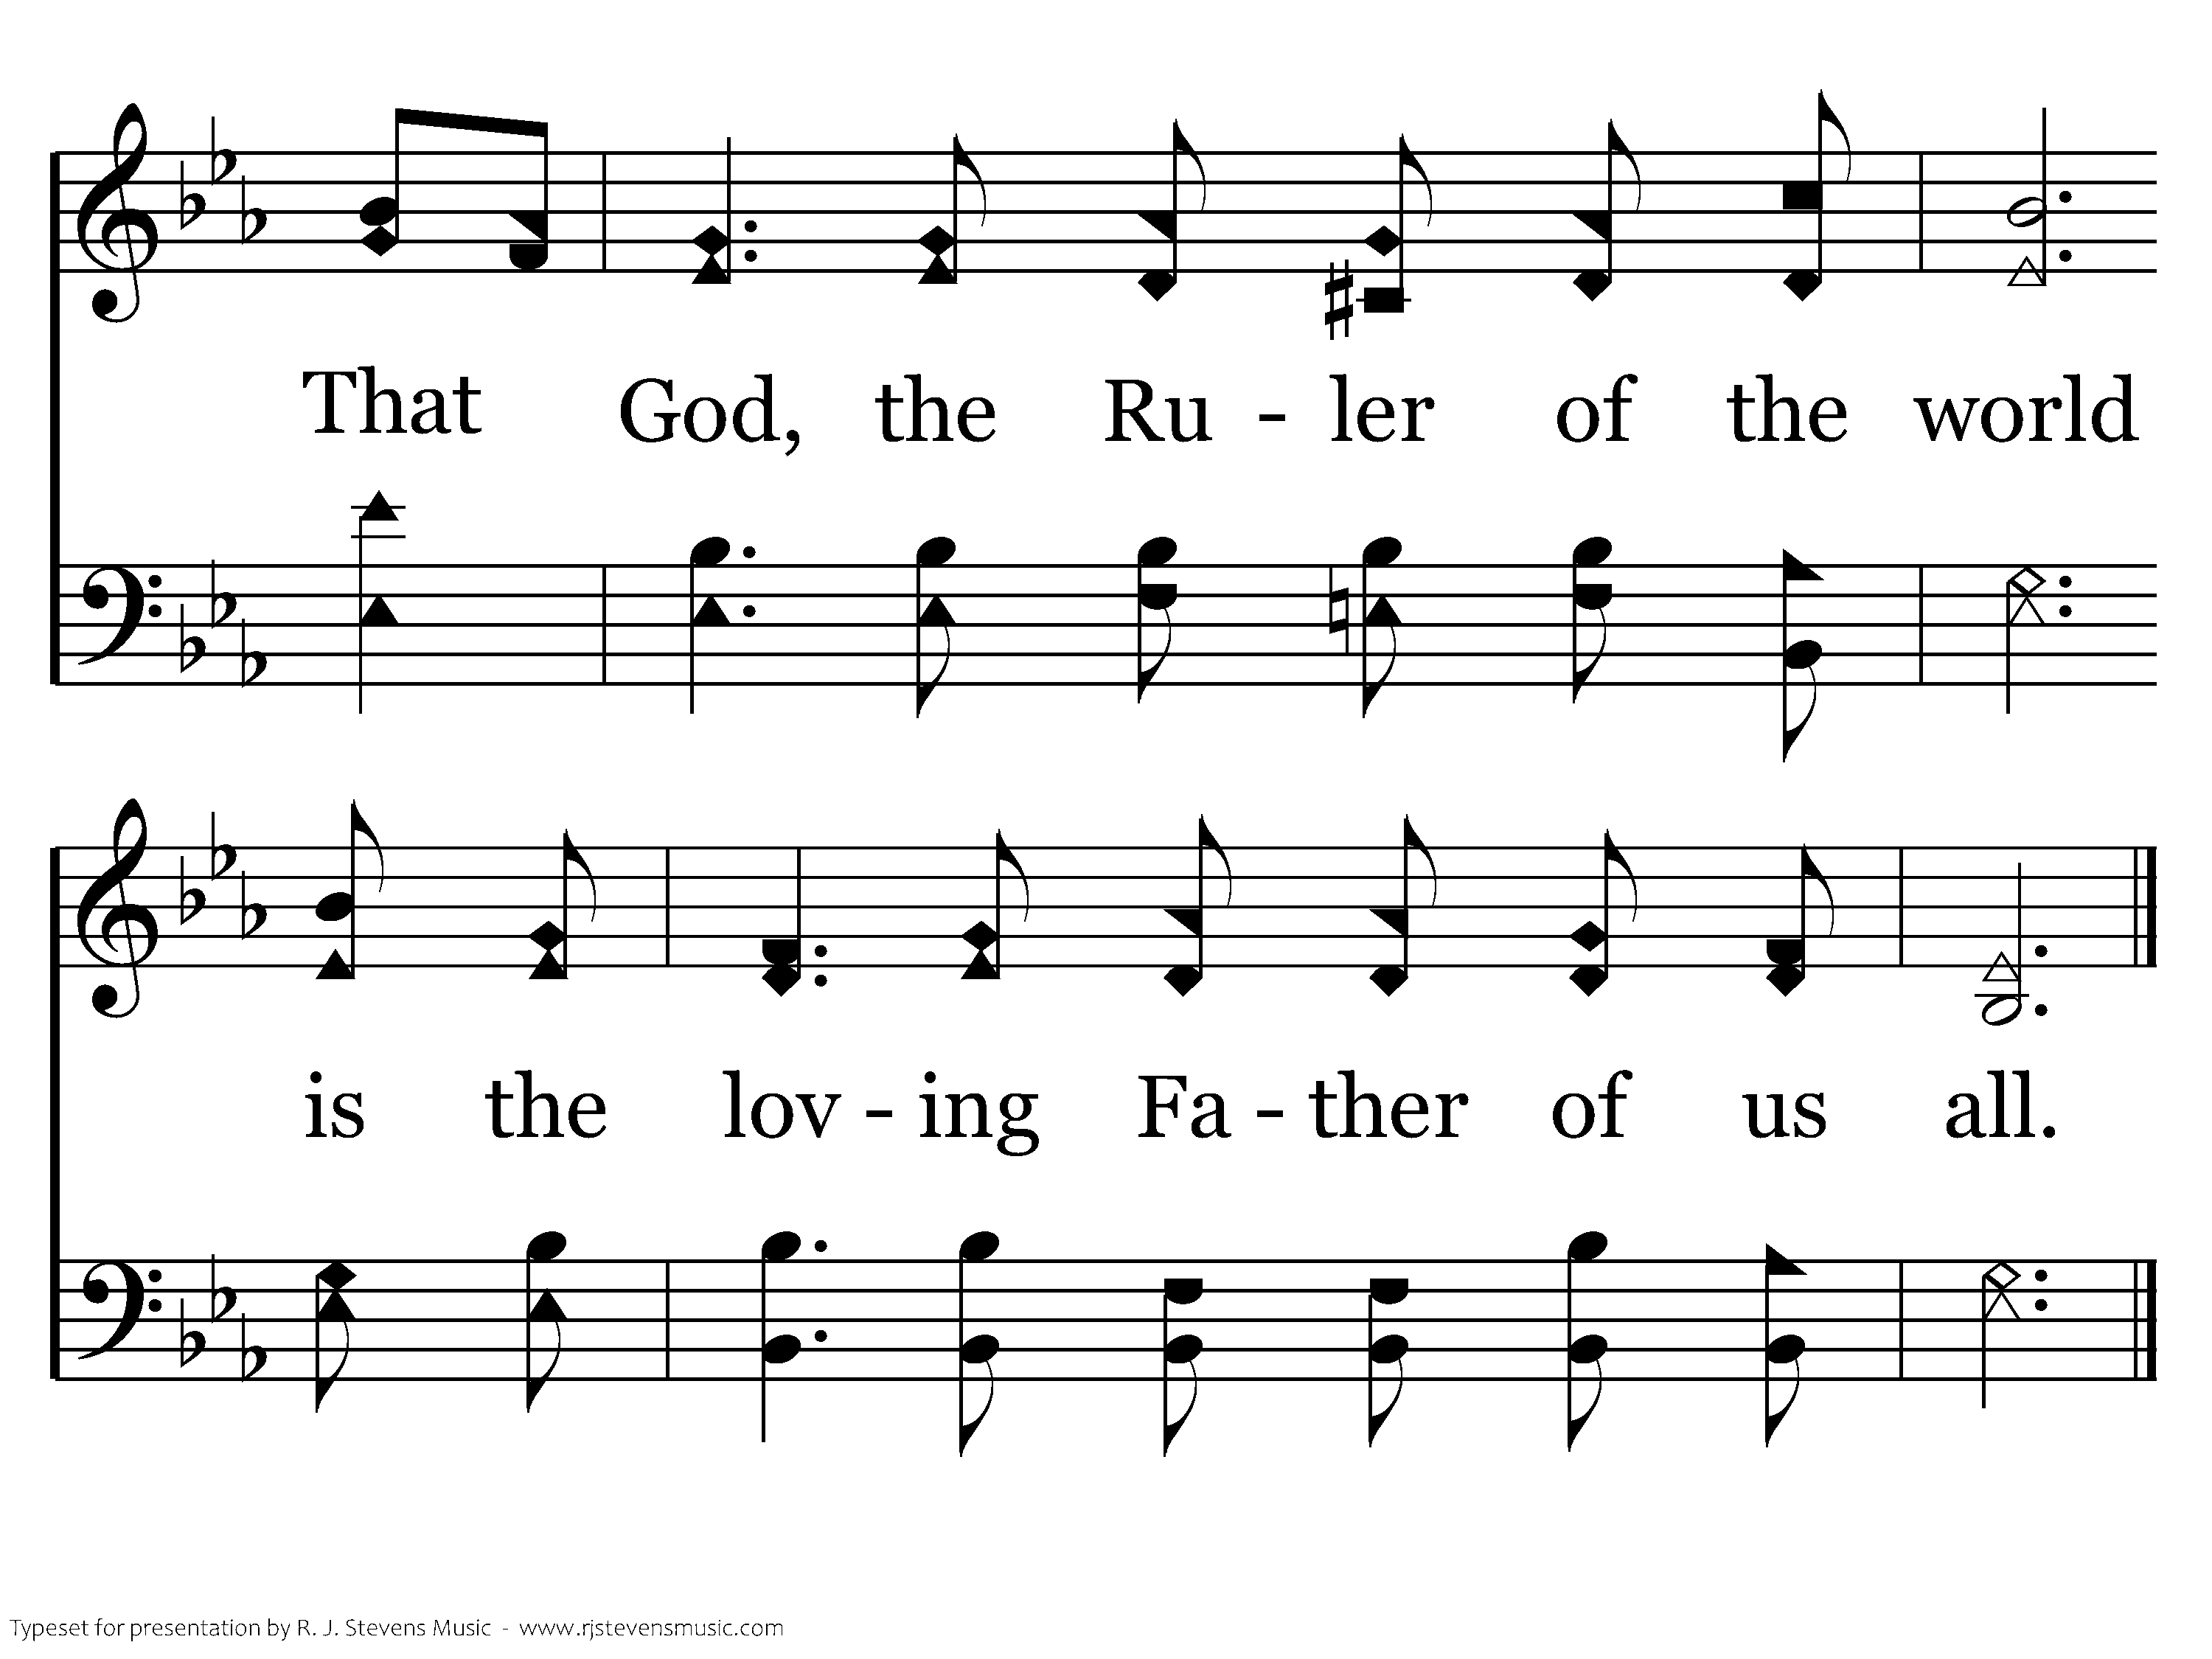 That God, the Ru - ler of the world
is the lov - ing Fa - ther of us all.
Typeset for presentation by R. J. Stevens Music - www.rjstevensmusic.com